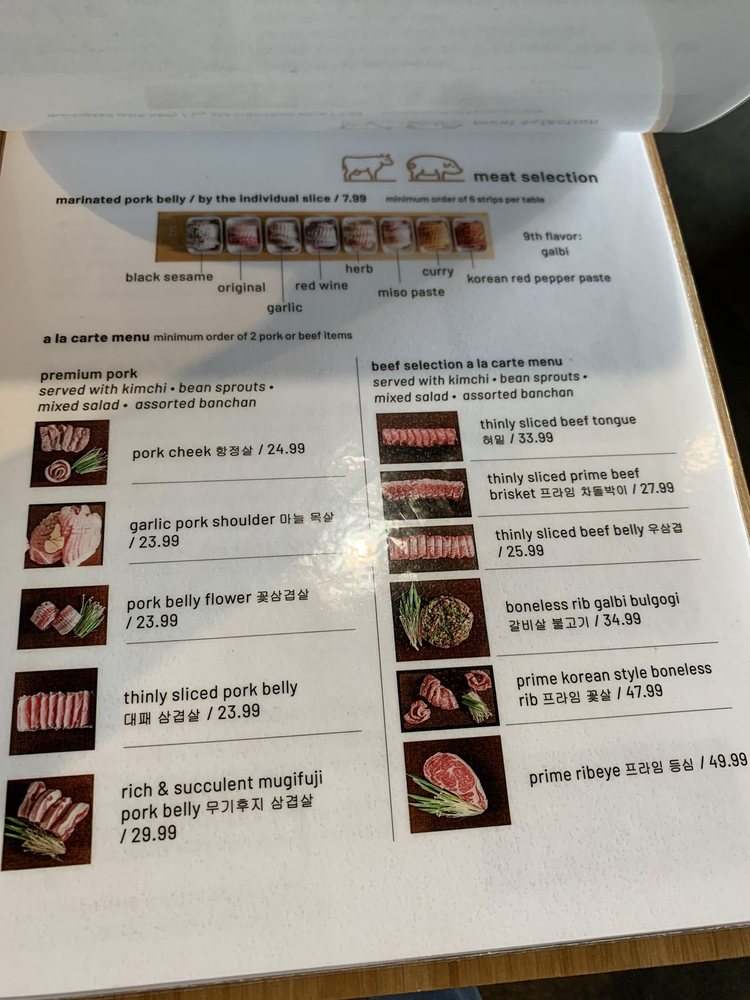 meat selection
marinated pork belly / by the individual slice / 7.99 minimum order of 6 strips per table
9th flavor:
galbi
black sesame
original
garlic
red wine
herb
miso paste
curry
korean red pepper paste
a la carte menu minimum order of 2 pork or beef items
premium pork
served with kimchi • bean sprouts •
mixed salad • assorted banchan
pork cheek 항정살 / 24.99
garlic pork shoulder 마늘 목살
/ 23.99
pork belly flower 꽃삼겹살
/ 23.99
thinly sliced pork belly
대패 삼겹살 / 23.99
rich & succulent mugifuji
pork belly 무기후지 삼겹살
/ 29.99
beef selection a la carte menu
served with kimchi • bean sprouts •
mixed salad • assorted banchan
thinly sliced beef tongue
혀밑 / 33.99
thinly sliced prime beef
brisket 프라임 차돌박이 / 27.99
thinly sliced beef belly 우삼겹
/ 25.99
boneless rib galbi bulgogi
갈비살 불고기 / 34.99
prime korean style boneless
rib 프라임 꽃살 / 47.99
prime ribeye 프라임 등심 / 49.99